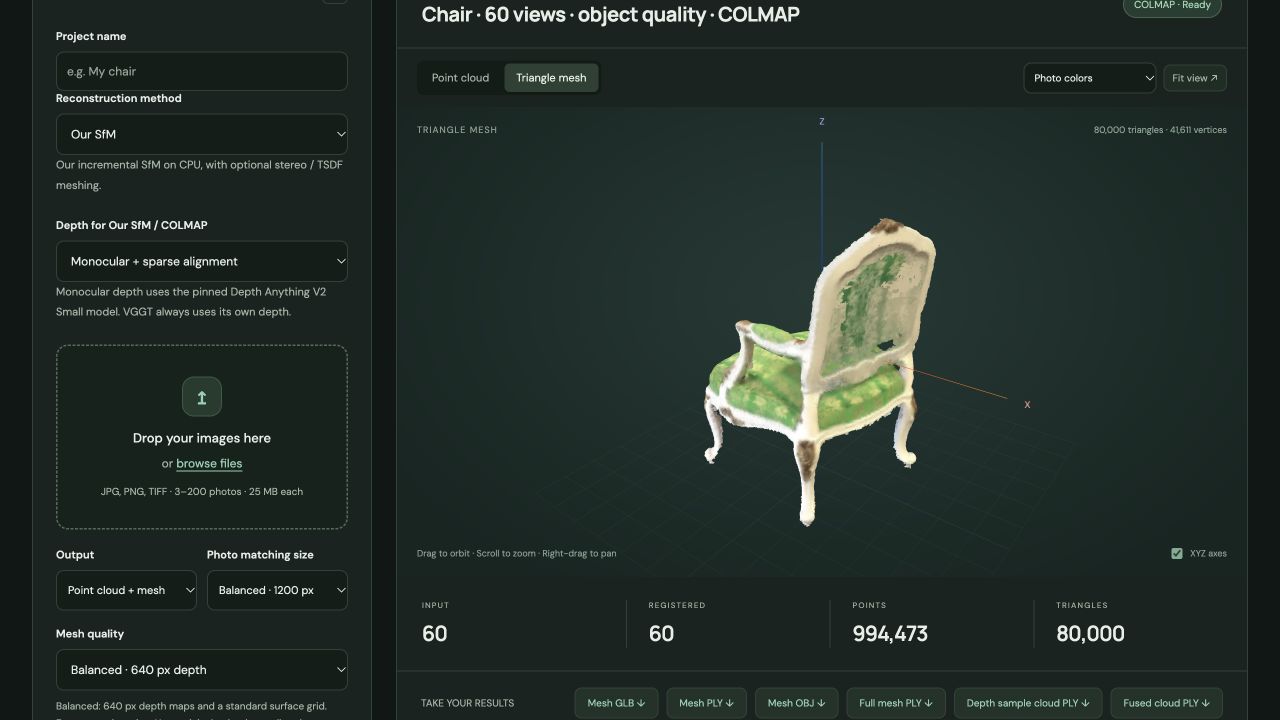 Project name
e.g. My chair
Reconstruction method
Our SfM
Our incremental SfM on CPU, with optional stereo / TSDF
meshing.
Depth for Our SfM / COLMAP
Monocular + sparse alignment
Monocular depth uses the pinned Depth Anything V2
Small model. VGGT always uses its own depth.
Drop your images here
or browse files
JPG, PNG, TIFF · 3–200 photos · 25 MB each
Output
Photo matching size
Point cloud + mesh
Balanced · 1200 px
Mesh quality
Balanced · 640 px depth
Balanced: 640 px depth maps and a standard surface grid.
Chair · 60 views · object quality · COLMAP
COLMAP · Ready
Point cloud
Triangle mesh
Photo colors
Fit view ↗
TRIANGLE MESH
80,000 triangles · 41,611 vertices
Z
X
Drag to orbit · Scroll to zoom · Right-drag to pan
XYZ axes
INPUT
60
REGISTERED
60
POINTS
994,473
TRIANGLES
80,000
TAKE YOUR RESULTS
Mesh GLB ↓
Mesh PLY ↓
Mesh OBJ ↓
Full mesh PLY ↓
Depth sample cloud PLY ↓
Fused cloud PLY ↓